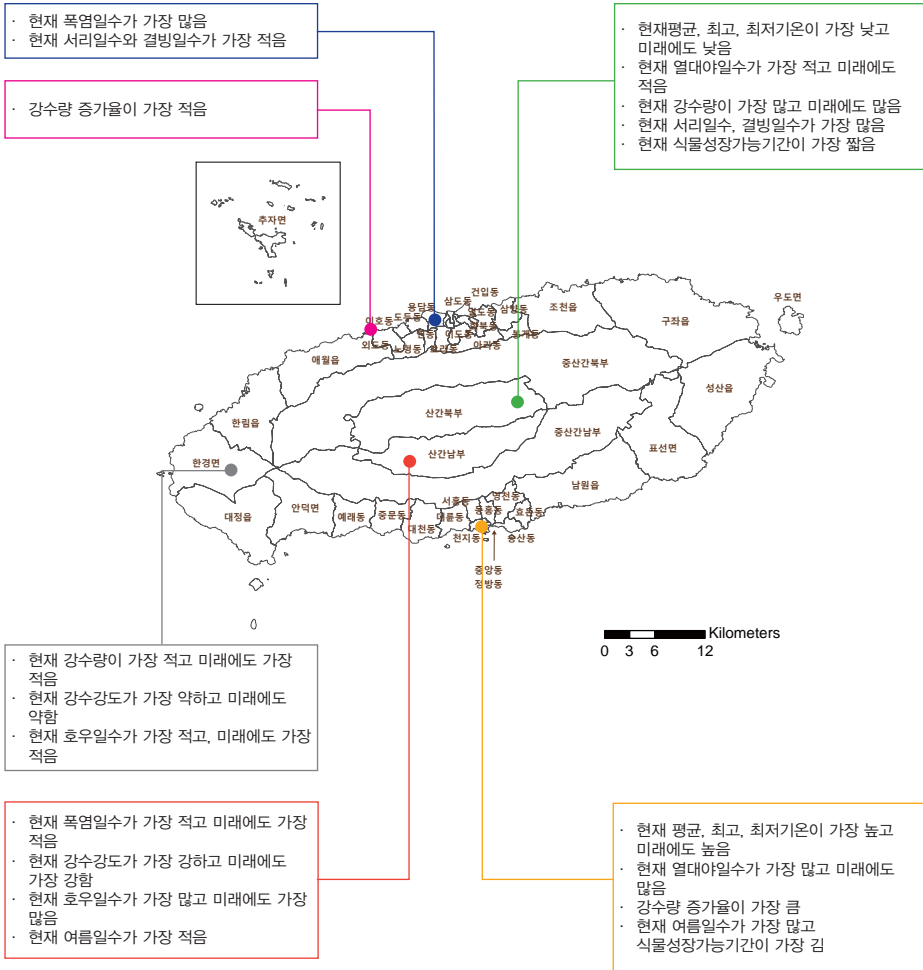 · 현재 폭염일수가 가장 많음
· 현재 서리일수와 결빙일수가 가장 적음
· 강수량 증가율이 가장 적음
· 현재평균, 최고, 최저기온이 가장 낮고
미래에도 낮음
· 현재 열대야일수가 가장 적고 미래에도
적음
· 현재 강수량이 가장 많고 미래에도 많음
· 현재 서리일수, 결빙일수가 가장 많음
· 현재 식물성장가능기간이 가장 짧음
추자면
건입동
삼도동
용담동
이호동
도두동
조천읍
우도면
구좌읍
외도동
노형동
이도동
아라동
봉개동
애월읍
중산간북부
성산읍
산간북부
한림읍
중산간남부
표선면
산간남부
한경면
남원읍
영천동
서홍동
동홍동
효돈동
대정읍
안덕면
예래동
중문동
대륜동
대천동
천지동
송산동
중앙동
정방동
Kilometers
0 3 6 12
· 현재 강수량이 가장 적고 미래에도 가장
적음
· 현재 강수강도가 가장 약하고 미래에도
약함
· 현재 호우일수가 가장 적고, 미래에도 가장
적음
· 현재 폭염일수가 가장 적고 미래에도 가장
적음
· 현재 강수강도가 가장 강하고 미래에도
가장 강함
· 현재 호우일수가 가장 많고 미래에도 가장
많음
· 현재 여름일수가 가장 적음
· 현재 평균, 최고, 최저기온이 가장 높고
미래에도 높음
· 현재 열대야일수가 가장 많고 미래에도
많음
· 강수량 증가율이 가장 큼
· 현재 여름일수가 가장 많고
식물성장가능기간이 가장 김